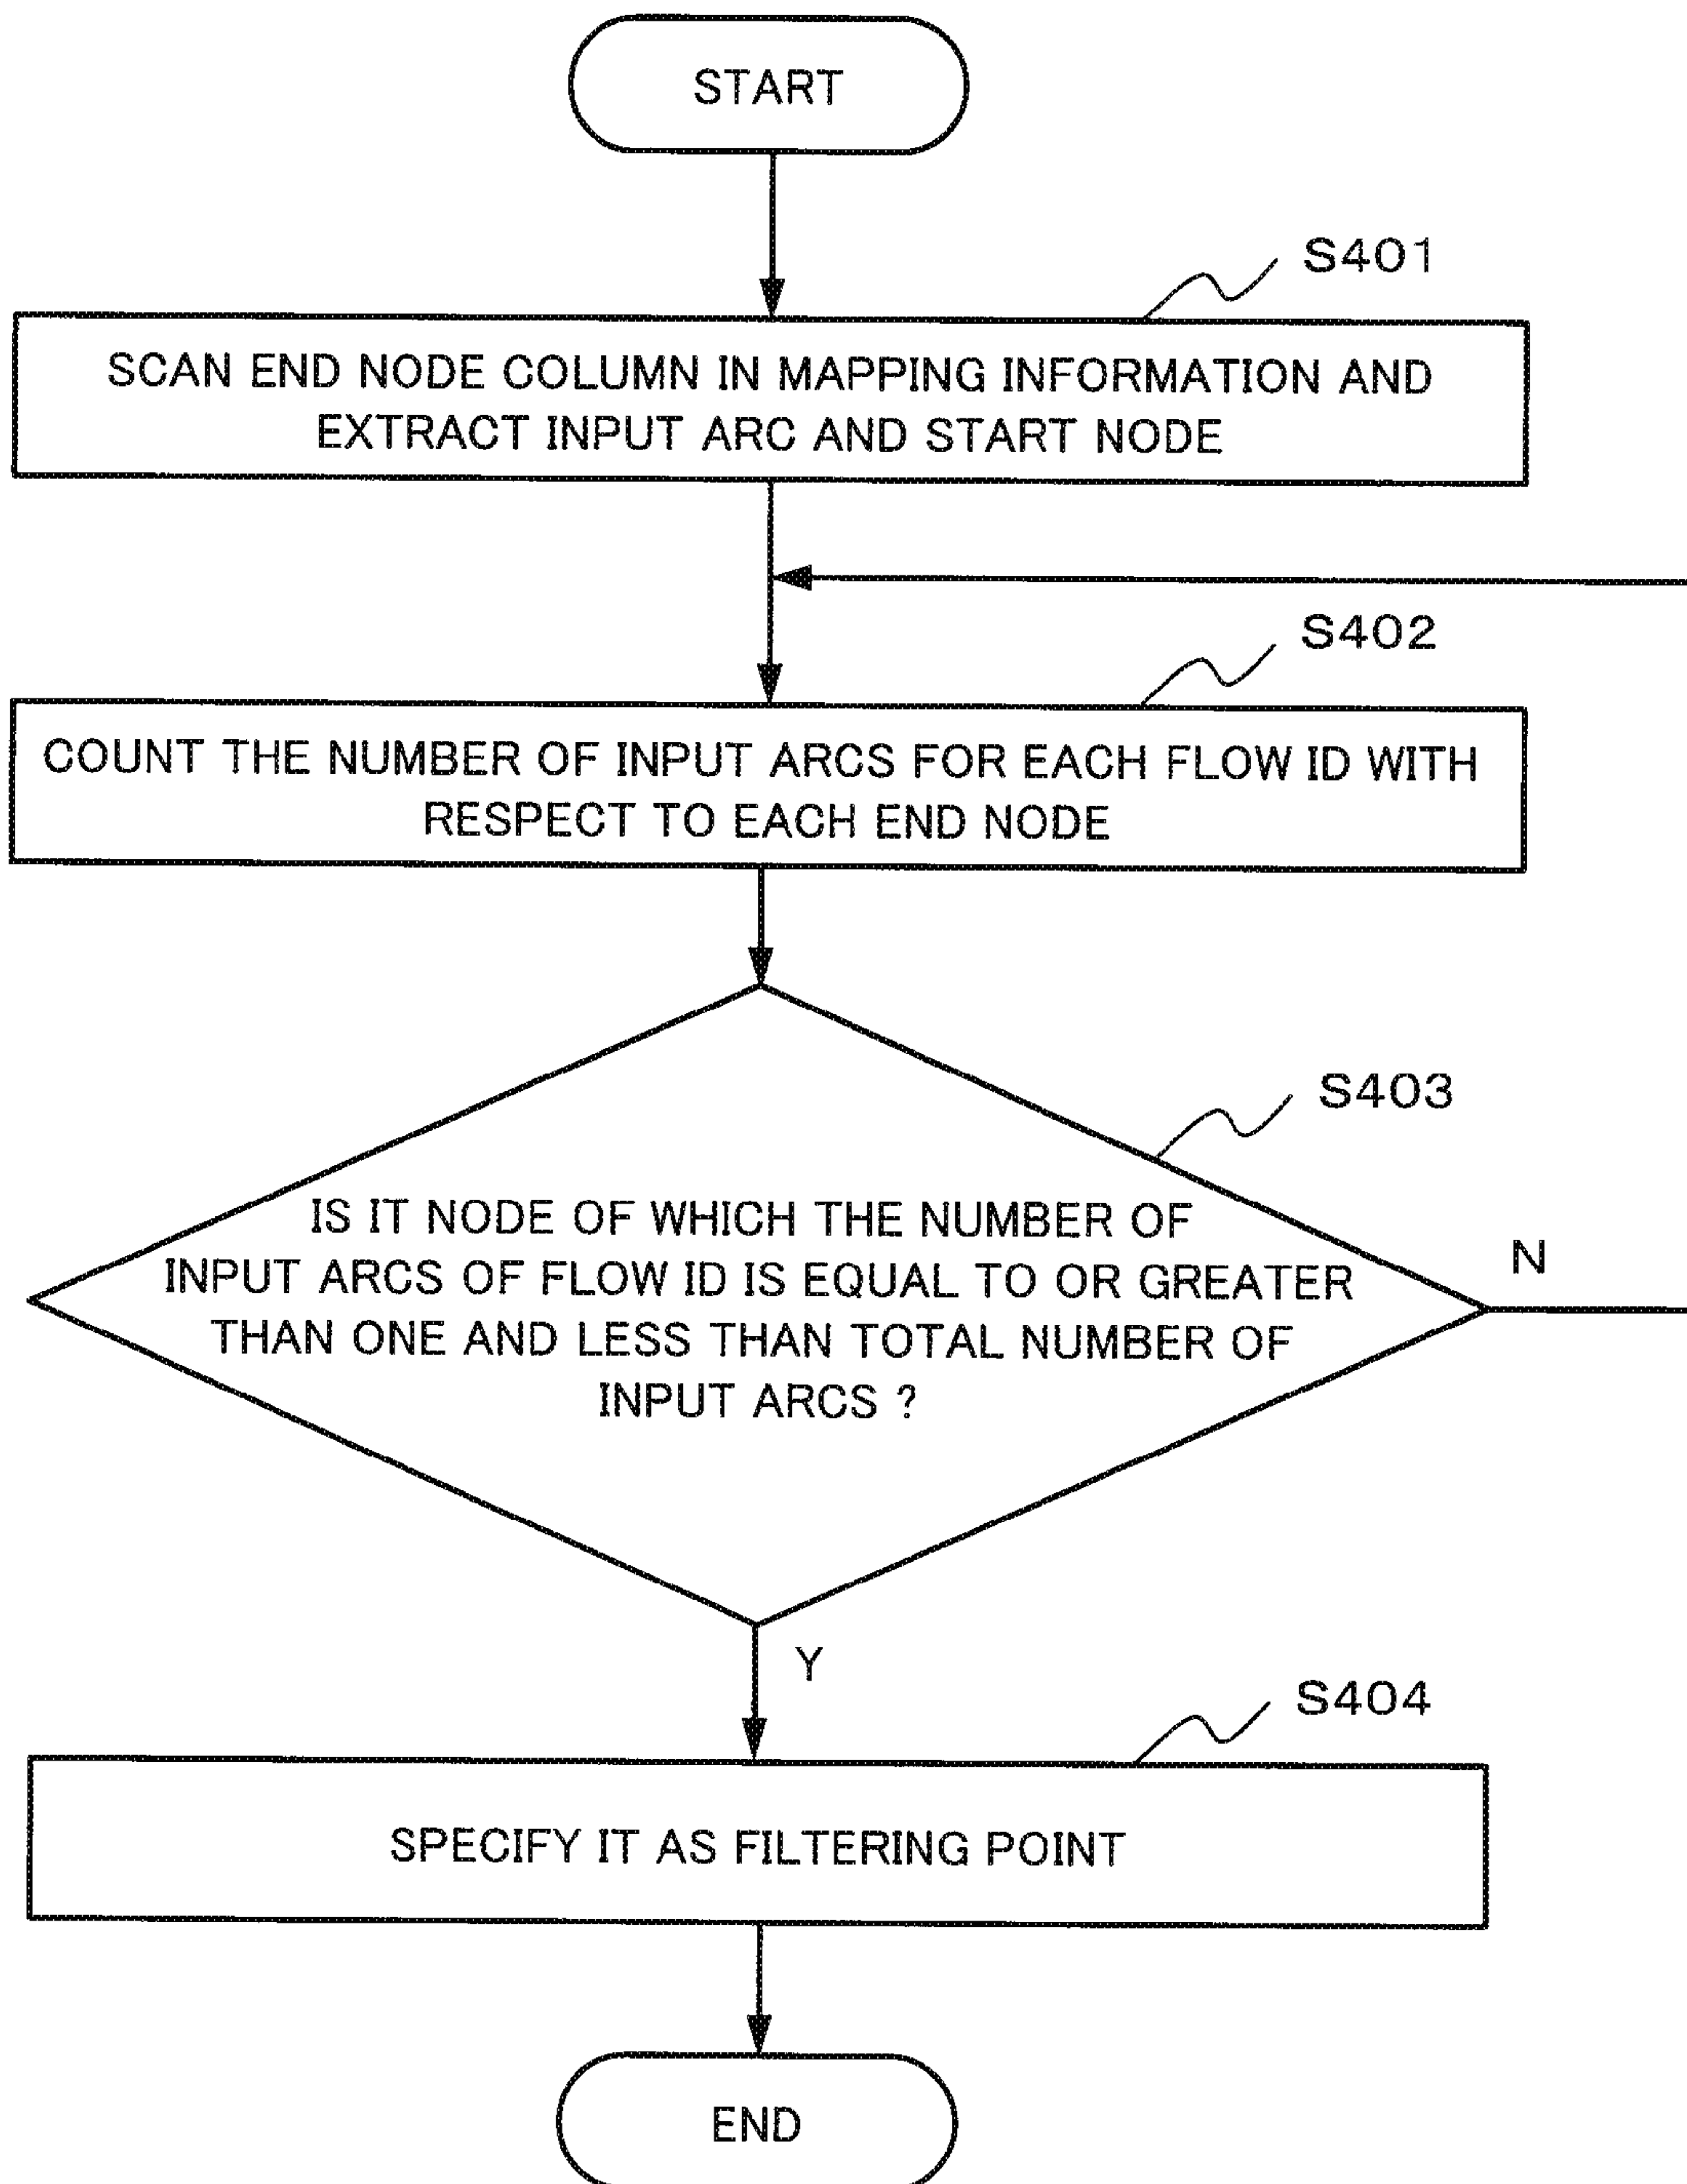 START
S401
SCAN END NODE COLUMN IN MAPPING INFORMATION AND
EXTRACT INPUT ARC AND START NODE
S402
COUNT THE NUMBER OF INPUT ARCS FOR EACH FLOW ID WITH
RESPECT TO EACH END NODE
S403
IS IT NODE OF WHICH THE NUMBER OF
INPUT ARCS OF FLOW ID IS EQUAL TO OR GREATER
THAN ONE AND LESS THAN TOTAL NUMBER OF
INPUT ARCS ?
N
Y
S404
SPECIFY IT AS FILTERING POINT
END